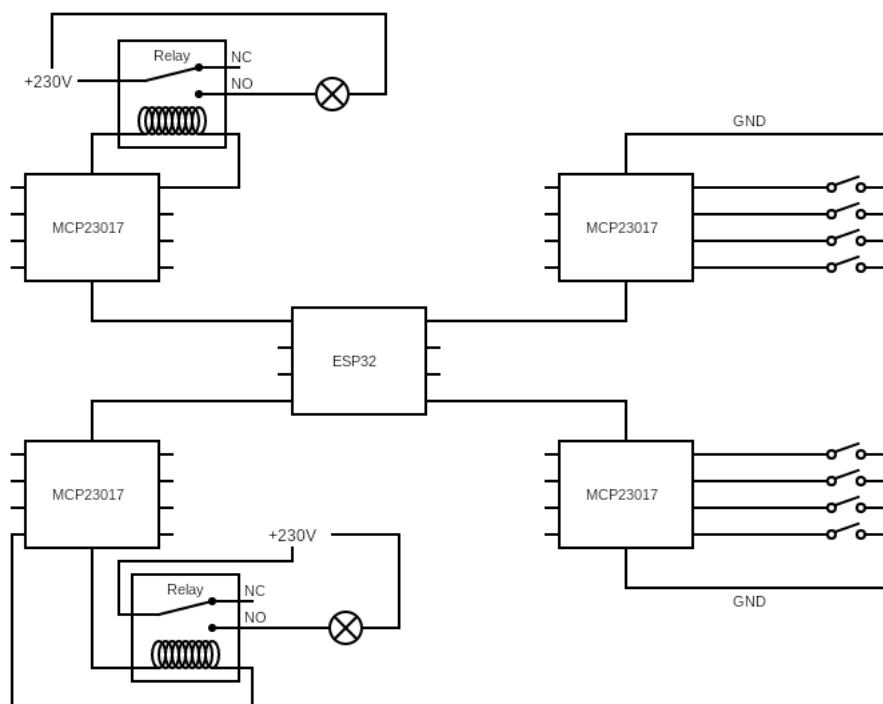 Relay
NC
+230V
NO
GND
MCP23017
MCP23017
ESP32
MCP23017
MCP23017
+230V
Relay
NC
GND
NO